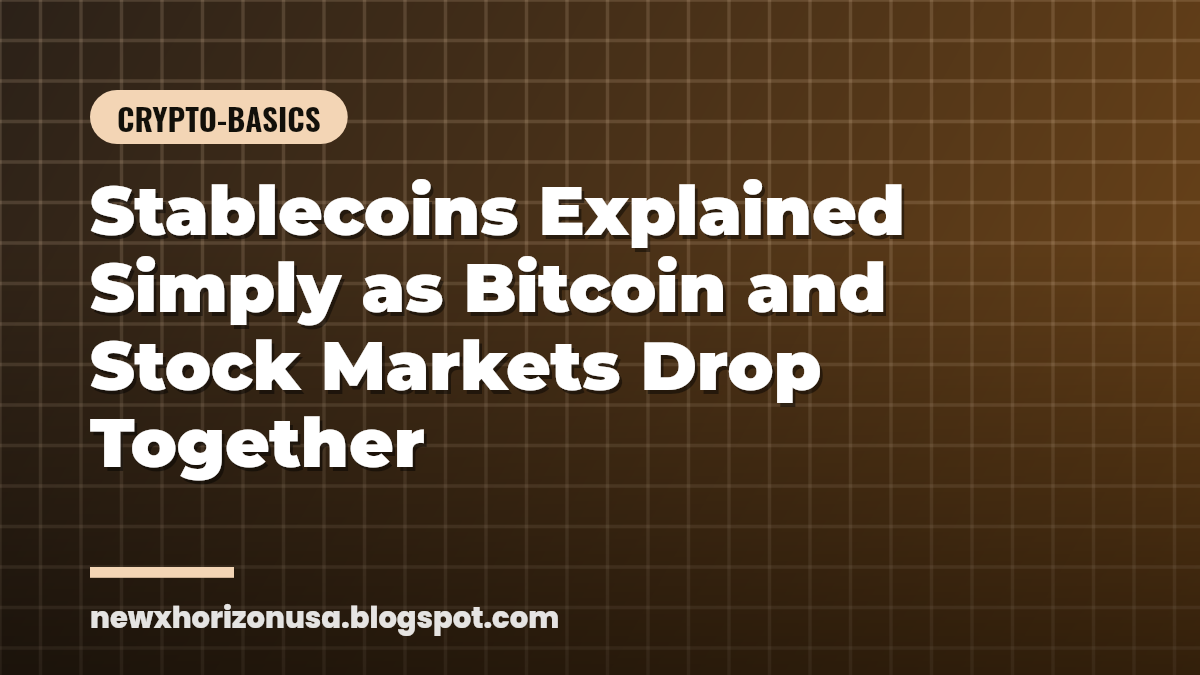 CRYPTO-BASICS
Stablecoins Explained
Simply as Bitcoin and
Stock Markets Drop
Together
newxhorizonusa.blogspot.com